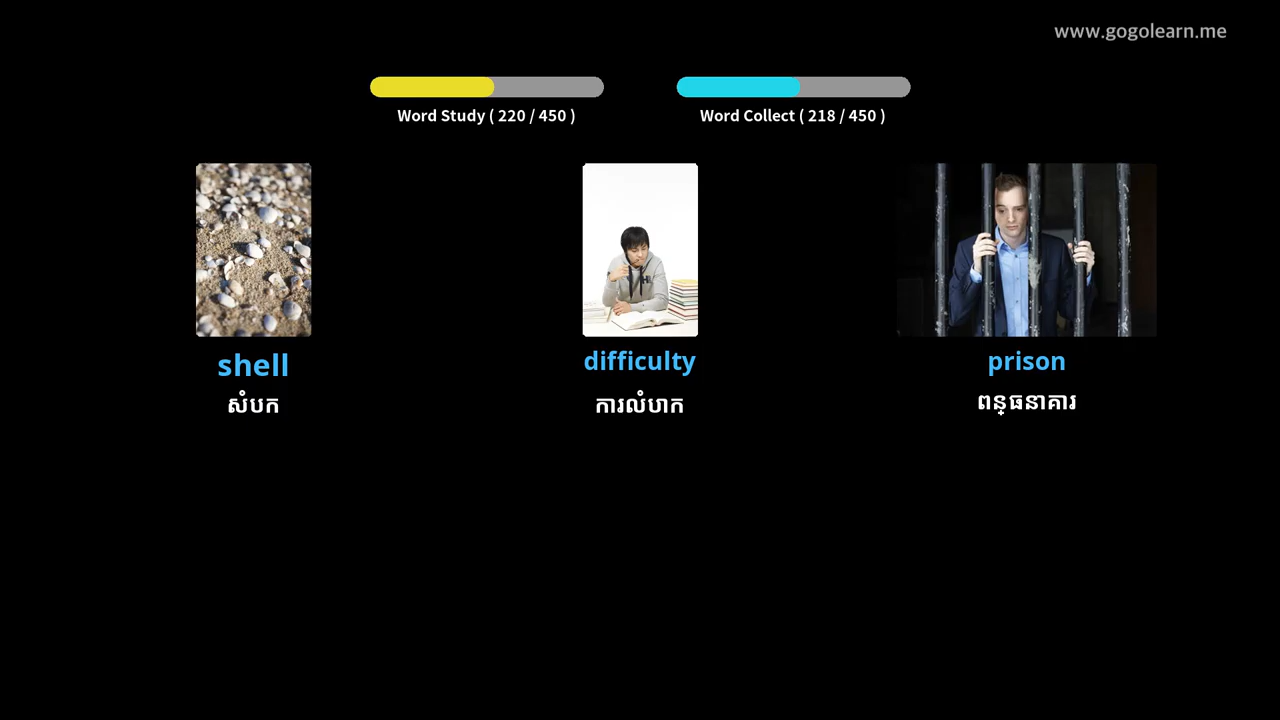 www.gogolearn.me
Word Study ( 220 / 450 )
Word Collect ( 218 / 450 )
shell
difficulty
prison
សំបក
ការលំបាក
ពន្ធធនាគារ